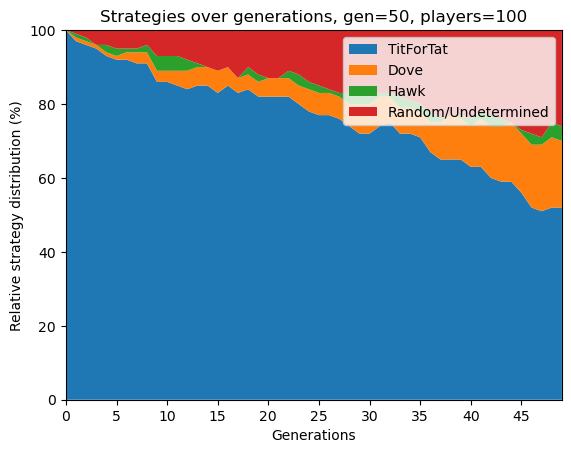 Strategies over generations, gen=50, players=100
100
80
60
40
20
0
Relative strategy distribution (%)
TitForTat
Dove
Hawk
Random/Undetermined
0 5 10 15 20 25 30 35 40 45
Generations